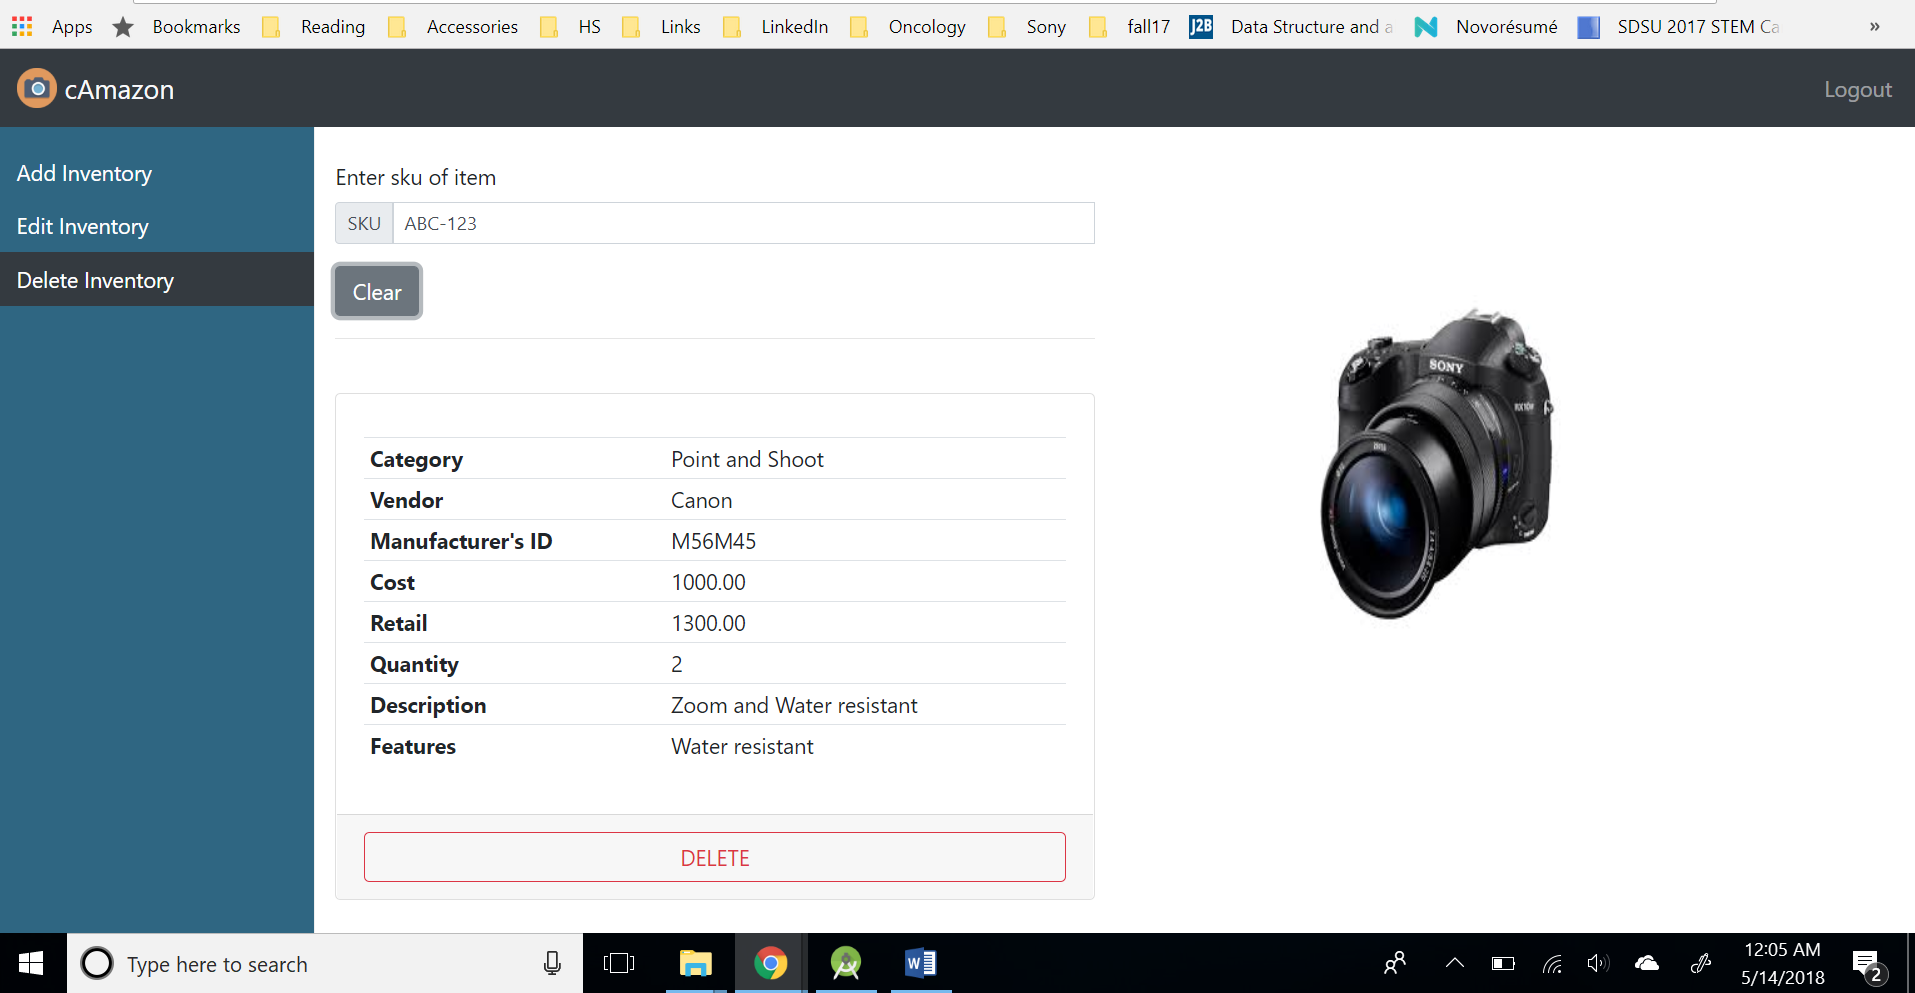 Apps Bookmarks Reading Accessories HS Links LinkedIn Oncology Sony fall17 J2B Data Structure and a Novorésumé SDSU 2017 STEM Ca »
cAmazon
Logout
Add Inventory
Edit Inventory
Delete Inventory
Enter sku of item
SKU ABC-123
Clear
Category Point and Shoot
Vendor Canon
Manufacturer's ID M56M45
Cost 1000.00
Retail 1300.00
Quantity 2
Description Zoom and Water resistant
Features Water resistant
DELETE
SONY
Type here to search
W
12:05 AM
5/14/2018
2